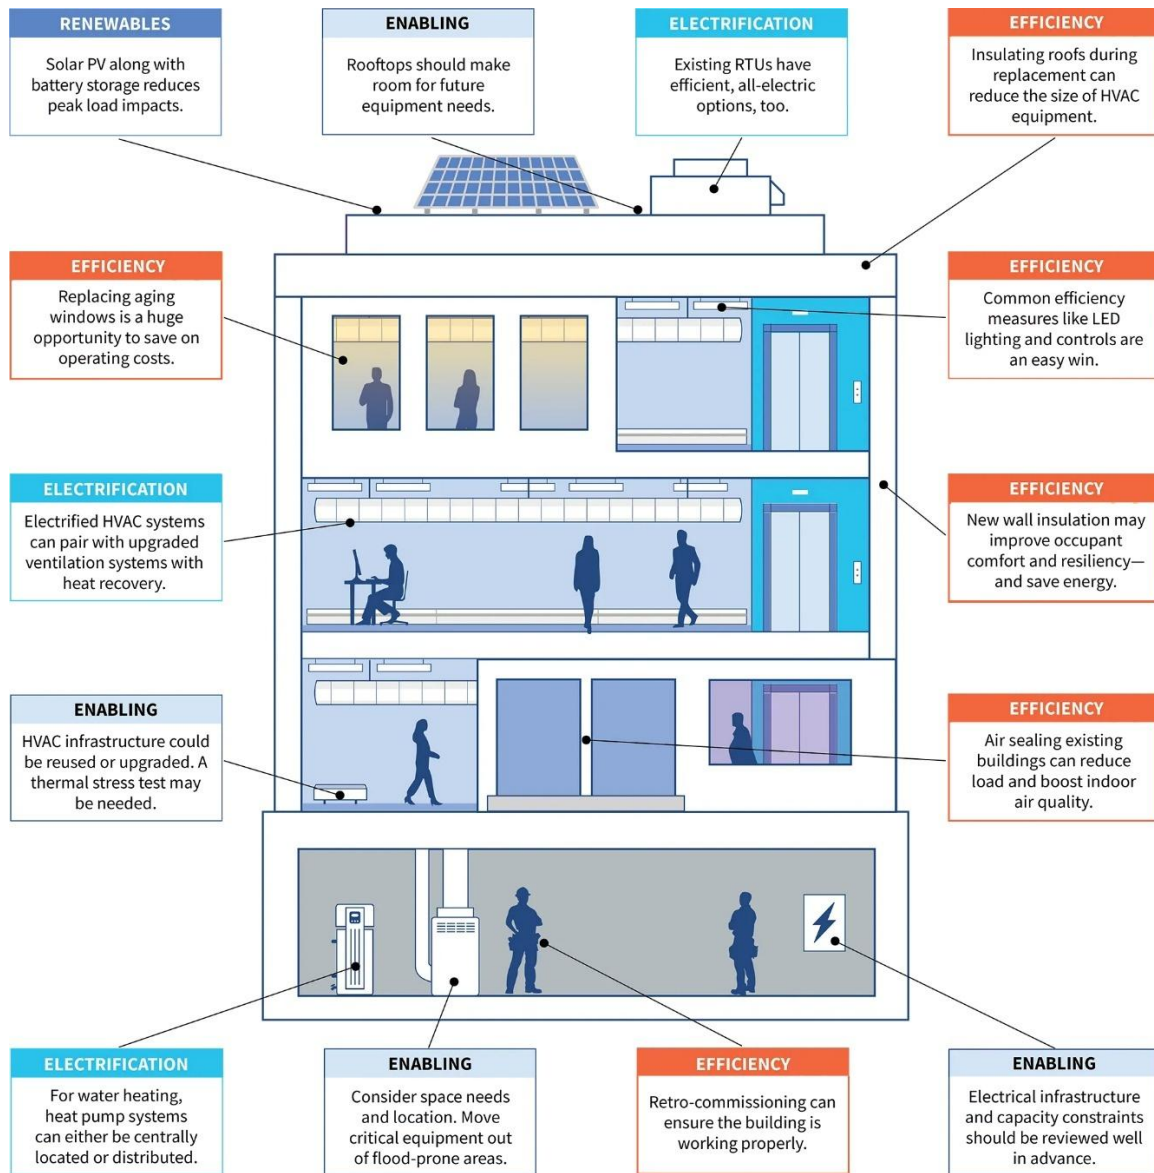 RENEWABLES
Solar PV along with
battery storage reduces
peak load impacts.
ENABLING
Rooftops should make
room for future
equipment needs.
ELECTRIFICATION
Existing RTUs have
efficient, all-electric
options, too.
EFFICIENCY
Insulating roofs during
replacement can
reduce the size of HVAC
equipment.
EFFICIENCY
Replacing aging
windows is a huge
opportunity to save on
operating costs.
EFFICIENCY
Common efficiency
measures like LED
lighting and controls are
an easy win.
ELECTRIFICATION
Electrified HVAC systems
can pair with upgraded
ventilation systems with
heat recovery.
EFFICIENCY
New wall insulation may
improve occupant
comfort and resiliency—
and save energy.
ENABLING
HVAC infrastructure could
be reused or upgraded. A
thermal stress test may
be needed.
EFFICIENCY
Air sealing existing
buildings can reduce
load and boost indoor
air quality.
ELECTRIFICATION
For water heating,
heat pump systems
can either be centrally
located or distributed.
ENABLING
Consider space needs
and location. Move
critical equipment out
of flood-prone areas.
EFFICIENCY
Retro-commissioning can
ensure the building is
working properly.
ENABLING
Electrical infrastructure
and capacity constraints
should be reviewed well
in advance.